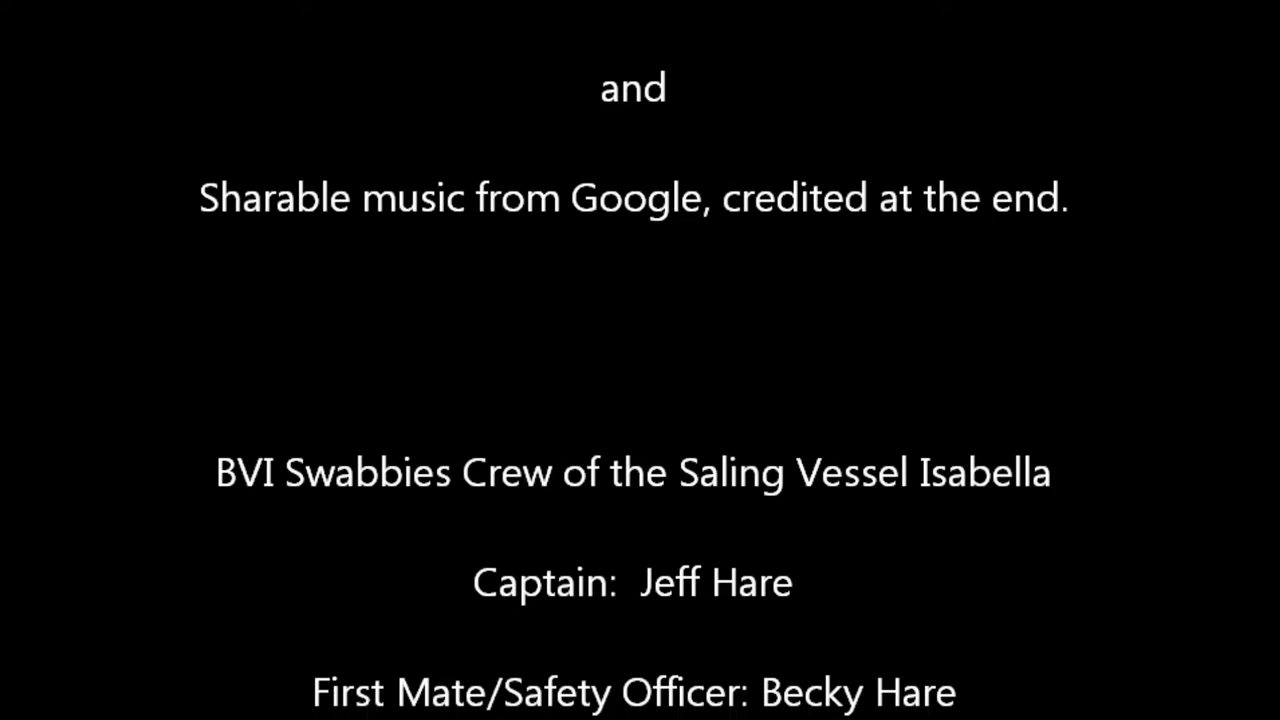 and
Sharable music from Google, credited at the end.
BVI Swabbies Crew of the Saling Vessel Isabella
Captain:  Jeff Hare
First Mate/Safety Officer: Becky Hare